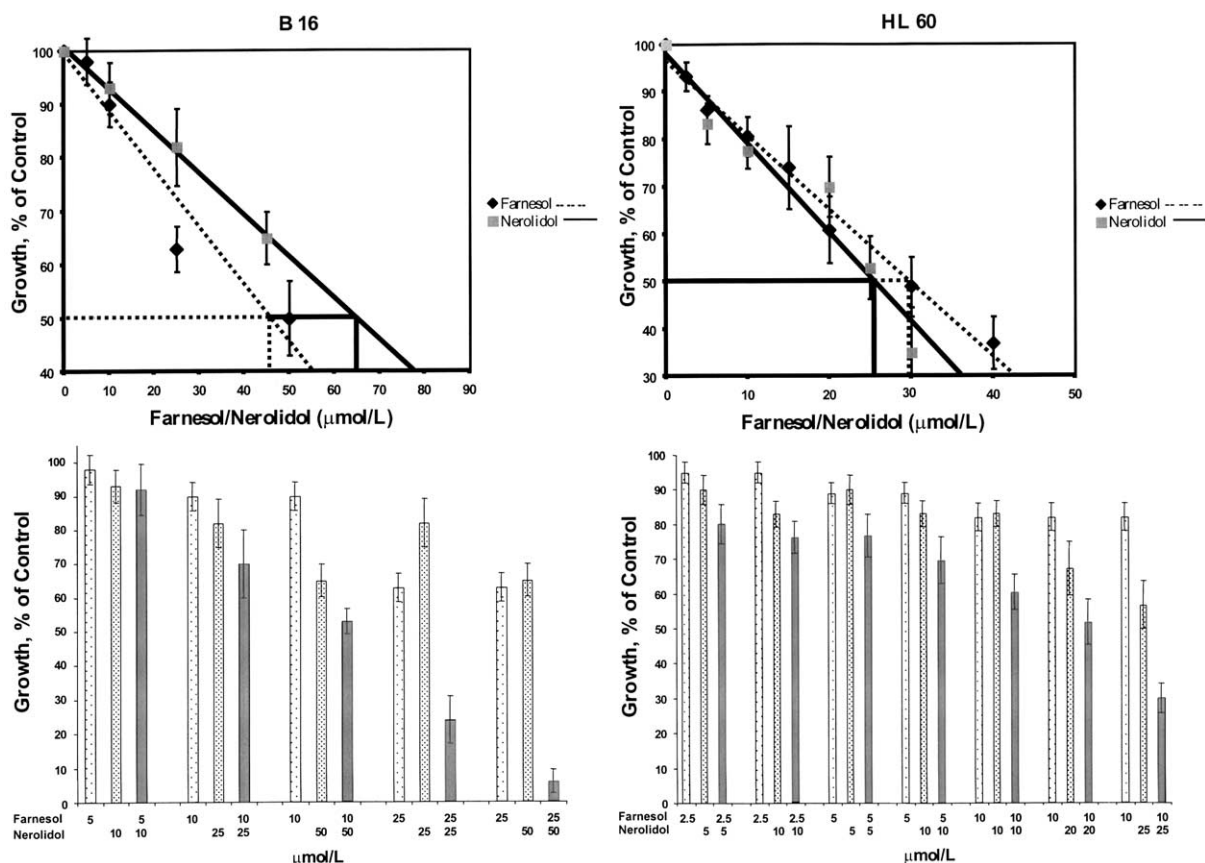 B 16
100
90
80
70
60
50
40
0 10 20 30 40 50 60 70 80 90
Growth, % of Control
Farnesol/Nerolidol (μmol/L)
Farnesol
Nerolidol
HL 60
100
90
80
70
60
50
40
30
0 10 20 30 40 50
Growth, % of Control
Farnesol/Nerolidol (μmol/L)
Farnesol
Nerolidol
100
90
80
70
60
50
40
30
20
10
0
Growth, % of Control
Farnesol 5 5 10 10 10 10 25 25 25 25
Nerolidol 10 10 25 25 50 50 25 25 50 50
μmol/L
100
90
80
70
60
50
40
30
20
10
0
Growth, % of Control
Farnesol 2.5 2.5 2.5 2.5 5 5 5 5 10 10 10 10 10 10
Nerolidol 5 5 10 10 5 5 10 10 10 10 20 20 25 25
μmol/L